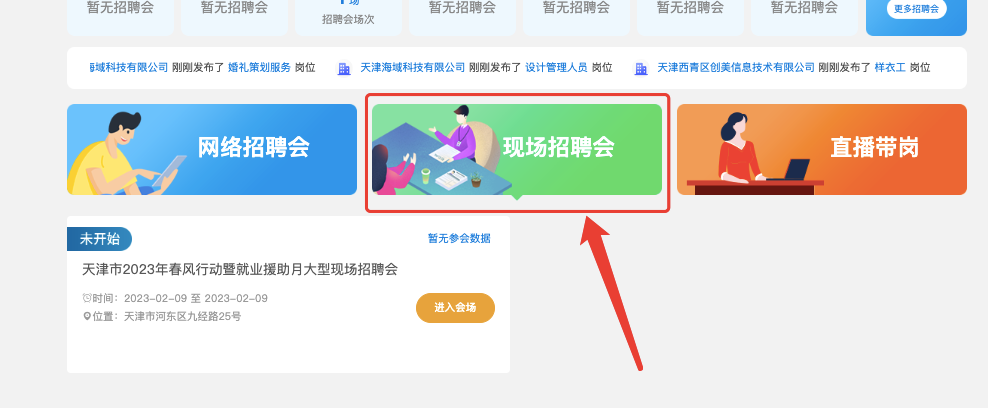 暂无招聘会
暂无招聘会
场
招聘会场次
暂无招聘会
暂无招聘会
暂无招聘会
暂无招聘会
更多招聘会
海域科技有限公司 刚刚发布了 婚礼策划服务 岗位
天津海域科技有限公司 刚刚发布了 设计管理人员 岗位
天津西青区创美信息技术有限公司 刚刚发布了 样衣工 岗位
网络招聘会
现场招聘会
直播带岗
未开始
暂无参会数据
天津市2023年春风行动暨就业援助月大型现场招聘会
时间：2023-02-09 至 2023-02-09
位置：天津市河东区九经路25号
进入会场